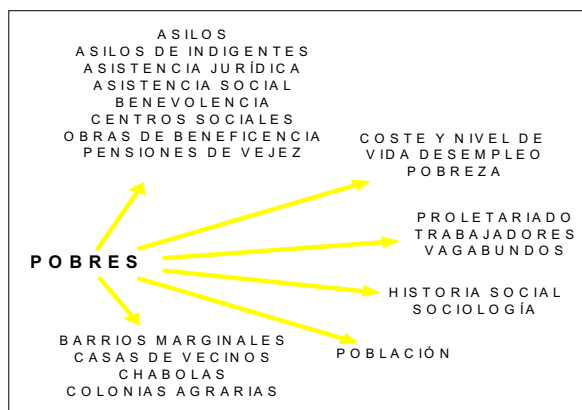 ASILOS
ASILOS DE INDIGENTES
ASISTENCIA JURÍDICA
ASISTENCIA SOCIAL
BENEVOLENCIA
CENTROS SOCIALES
OBRAS DE BENEFICENCIA
PENSIONES DE VEJEZ
COSTE Y NIVEL DE
VIDA DESEMPLEO
POBREZA
PROLETARIADO
TRABAJADORES
VAGABUNDOS
POBRES
HISTORIA SOCIAL
SOCIOLOGÍA
BARRIOS MARGINALES
CASAS DE VECINOS
CHABOLAS
COLONIAS AGRARIAS
POBLACIÓN